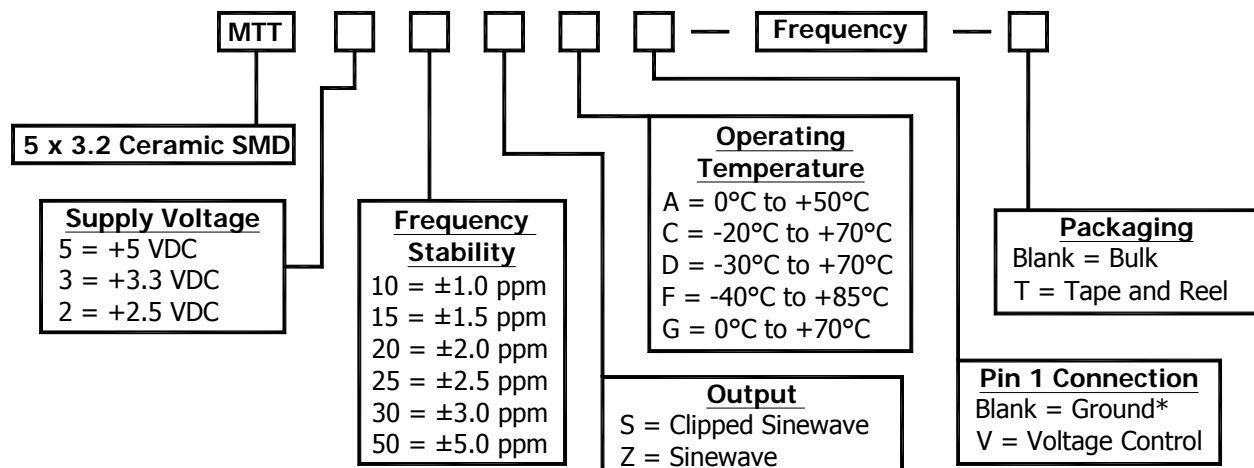 MTT
Frequency
5 x 3.2 Ceramic SMD
Supply Voltage
5 = +5 VDC
3 = +3.3 VDC
2 = +2.5 VDC
Frequency
Stability
10 = ±1.0 ppm
15 = ±1.5 ppm
20 = ±2.0 ppm
25 = ±2.5 ppm
30 = ±3.0 ppm
50 = ±5.0 ppm
Operating
Temperature
A = 0°C to +50°C
C = -20°C to +70°C
D = -30°C to +70°C
F = -40°C to +85°C
G = 0°C to +70°C
Output
S = Clipped Sinewave
Z = Sinewave
Packaging
Blank = Bulk
T = Tape and Reel
Pin 1 Connection
Blank = Ground*
V = Voltage Control